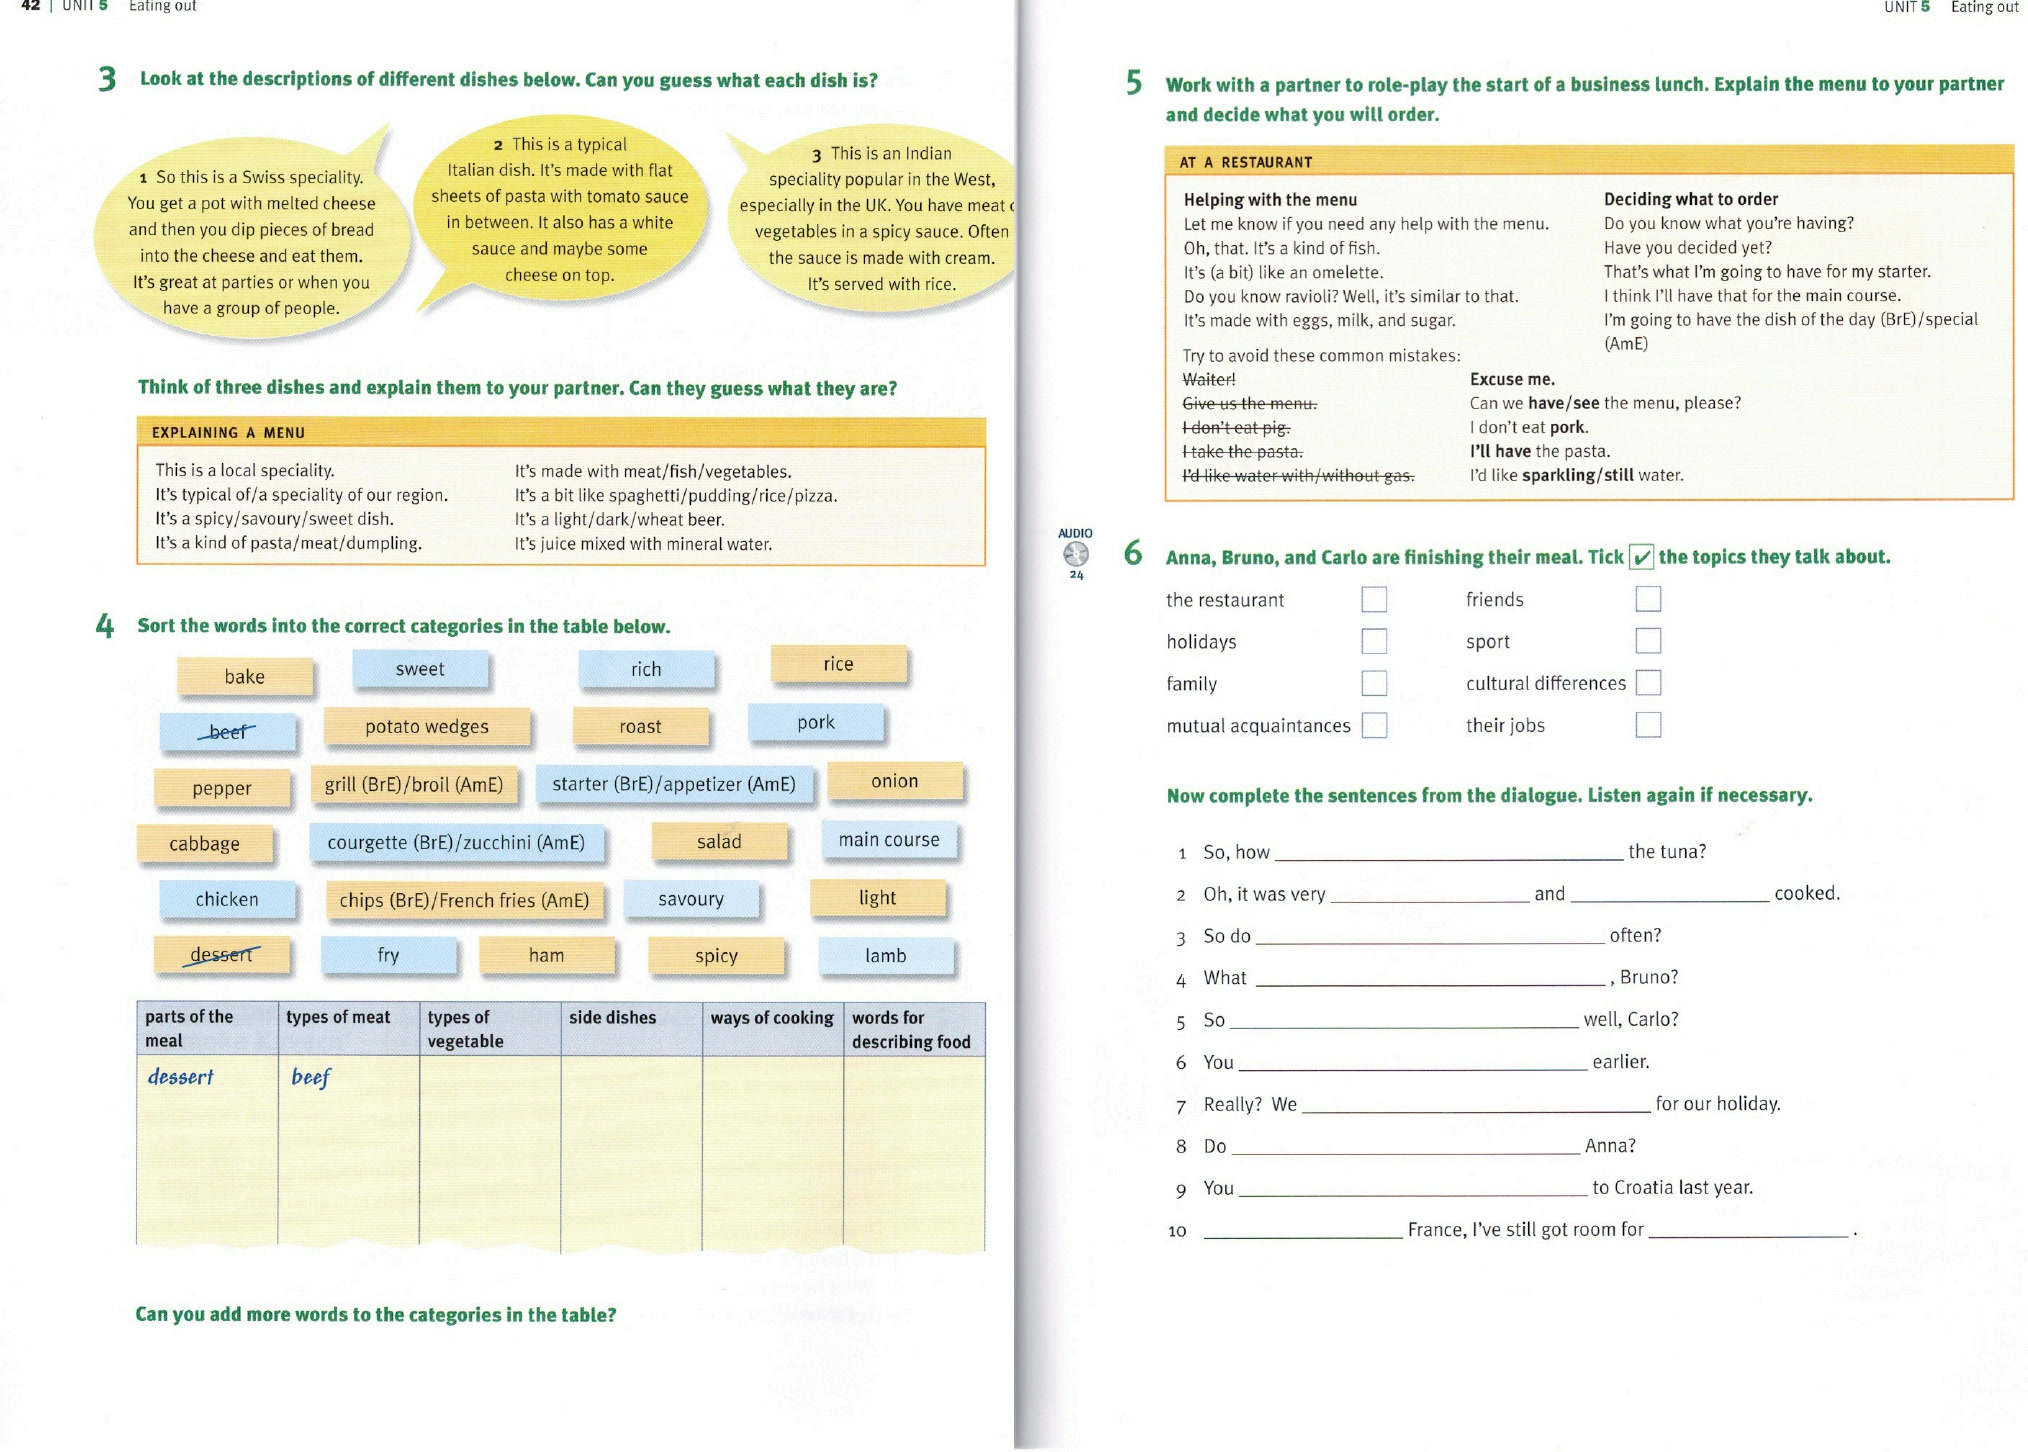 42 | UNIT 5 Eating out
3 Look at the descriptions of different dishes below. Can you guess what each dish is?
1 So this is a Swiss speciality.
You get a pot with melted cheese
and then you dip pieces of bread
into the cheese and eat them.
It's great at parties or when you
have a group of people.
2 This is a typical
Italian dish. It's made with flat
sheets of pasta with tomato sauce
in between. It also has a white
sauce and maybe some
cheese on top.
3 This is an Indian
speciality popular in the West,
especially in the UK. You have meat
vegetables in a spicy sauce. Often
the sauce is made with cream.
It's served with rice.
Think of three dishes and explain them to your partner. Can they guess what they are?
EXPLAINING A MENU
This is a local speciality.
It's typical of/a speciality of our region.
It's a spicy/savoury/sweet dish.
It's a kind of pasta/meat/dumpling.
It's made with meat/fish/vegetables.
It's a bit like spaghetti/pudding/rice/pizza.
It's a light/dark/wheat beer.
It's juice mixed with mineral water.
4 Sort the words into the correct categories in the table below.
bake sweet rich rice
beef potato wedges roast pork
pepper grill (BrE)/broil (AmE) starter (BrE)/appetizer (AmE) onion
cabbage courgette (BrE)/zucchini (AmE) salad main course
chicken chips (BrE)/French fries (AmE) savoury light
dessert fry ham spicy lamb
parts of the meal
types of meat
types of vegetable
side dishes
ways of cooking
words for describing food
dessert beef
Can you add more words to the categories in the table?
UNIT 5 Eating out
5 Work with a partner to role-play the start of a business lunch. Explain the menu to your partner
and decide what you will order.
AT A RESTAURANT
Helping with the menu
Let me know if you need any help with the menu.
Oh, that. It's a kind of fish.
It's (a bit) like an omelette.
Do you know ravioli? Well, it's similar to that.
It's made with eggs, milk, and sugar.
Deciding what to order
Do you know what you're having?
Have you decided yet?
That's what I'm going to have for my starter.
I think I'll have that for the main course.
I'm going to have the dish of the day (BrE)/special
(AmE)
Try to avoid these common mistakes:
Waiter! Excuse me.
Give us the menu. Can we have/see the menu, please?
I don't eat pig. I don't eat pork.
I take the pasta. I'll have the pasta.
I'd like water with/without gas. I'd like sparkling/still water.
AUDIO
24
6 Anna, Bruno, and Carlo are finishing their meal. Tick ✓ the topics they talk about.
the restaurant friends
holidays sport
family cultural differences
mutual acquaintances their jobs
Now complete the sentences from the dialogue. Listen again if necessary.
1 So, how ____ the tuna?
2 Oh, it was very ____ and ____ cooked.
3 So do ____ often?
4 What ____ , Bruno?
5 So ____ well, Carlo?
6 You ____ earlier.
7 Really? We ____ for our holiday.
8 Do ____ Anna?
9 You ____ to Croatia last year.
10 ____ France, I've still got room for ____ .